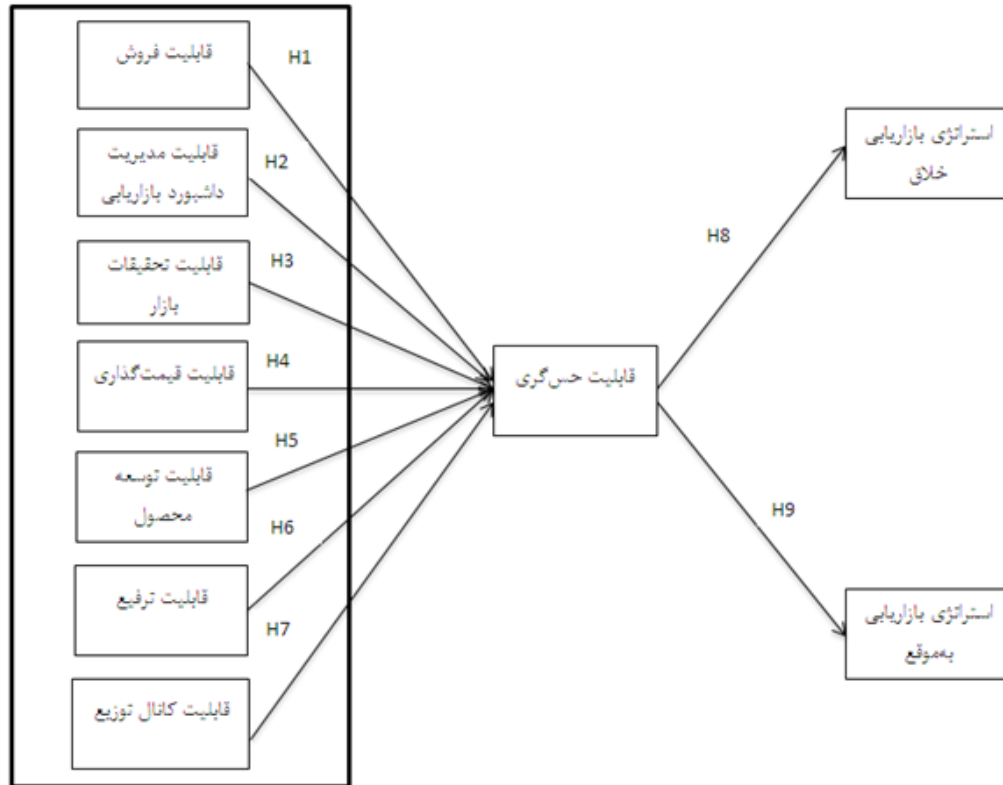 قابلیت فروش
H1
قابلیت مدیریت
داشبورد بازاریابی
H2
قابلیت تحقیقات
بازار
H3
قابلیت قیمت‌گذاری
H4
قابلیت توسعه
محصول
H5
قابلیت ترفیع
H6
قابلیت کانال توزیع
H7
قابلیت حس‌گری
H8
استراتژی بازاریابی
خلاق
H9
استراتژی بازاریابی
به‌موقع